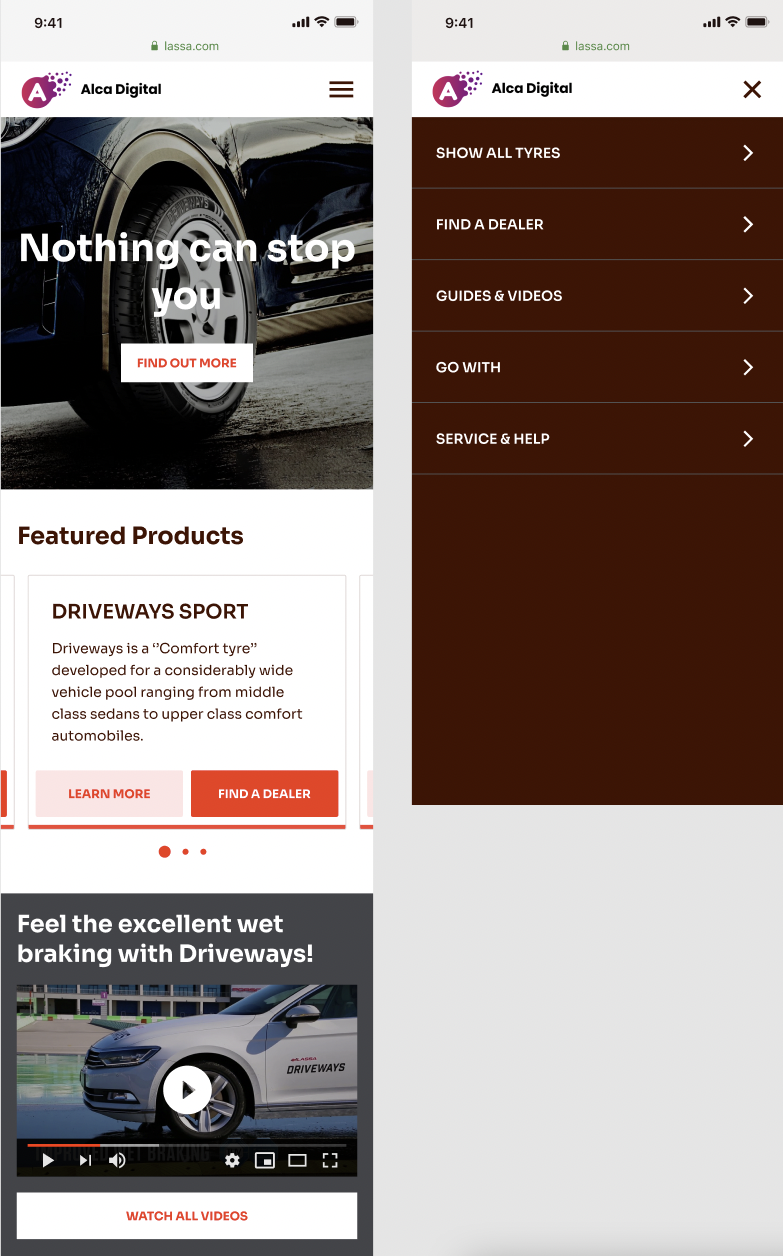 9:41
lassa.com
A
Alca Digital
Nothing can stop
you
FIND OUT MORE
Featured Products
DRIVEWAYS SPORT
Driveways is a ‘’Comfort tyre’’
developed for a considerably wide
vehicle pool ranging from middle
class sedans to upper class comfort
automobiles.
LEARN MORE
FIND A DEALER
Feel the excellent wet
braking with Driveways!
LASSA
DRIVEWAYS
IMPROVED WET BRAKING
WATCH ALL VIDEOS
9:41
lassa.com
A
Alca Digital
SHOW ALL TYRES
FIND A DEALER
GUIDES & VIDEOS
GO WITH
SERVICE & HELP